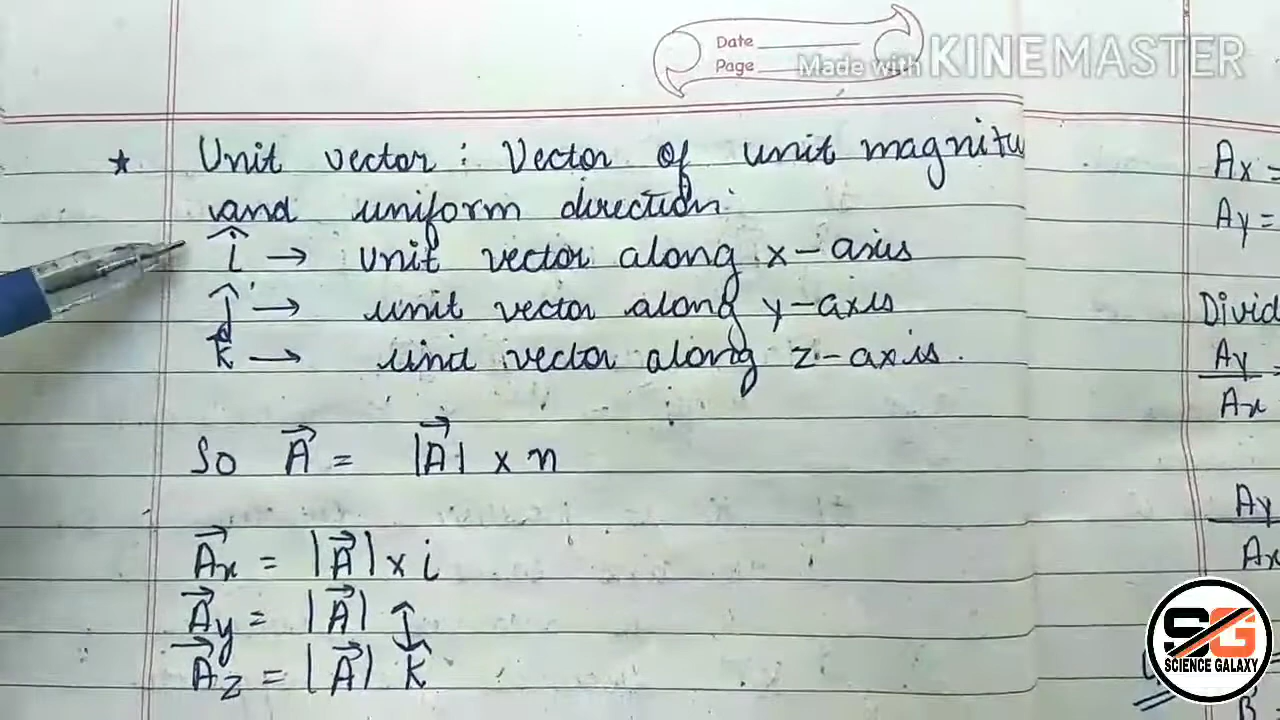 Date
Page
Made with KINEMASTER
★ Unit vector : Vector of unit magnitu
and uniform direction
î → Unit vector along x-axis
ĵ → unit vector along y-axis
k̂ → unit vector along z-axis.
So A⃗ = |A⃗| × n
A⃗x = |A⃗| × i
A⃗y = |A⃗| ĵ
A⃗z = |A⃗| k̂
Ax =
Ay =
Divid
Ay =
Ax
Ay
Ax
SG
SCIENCE GALAXY
B